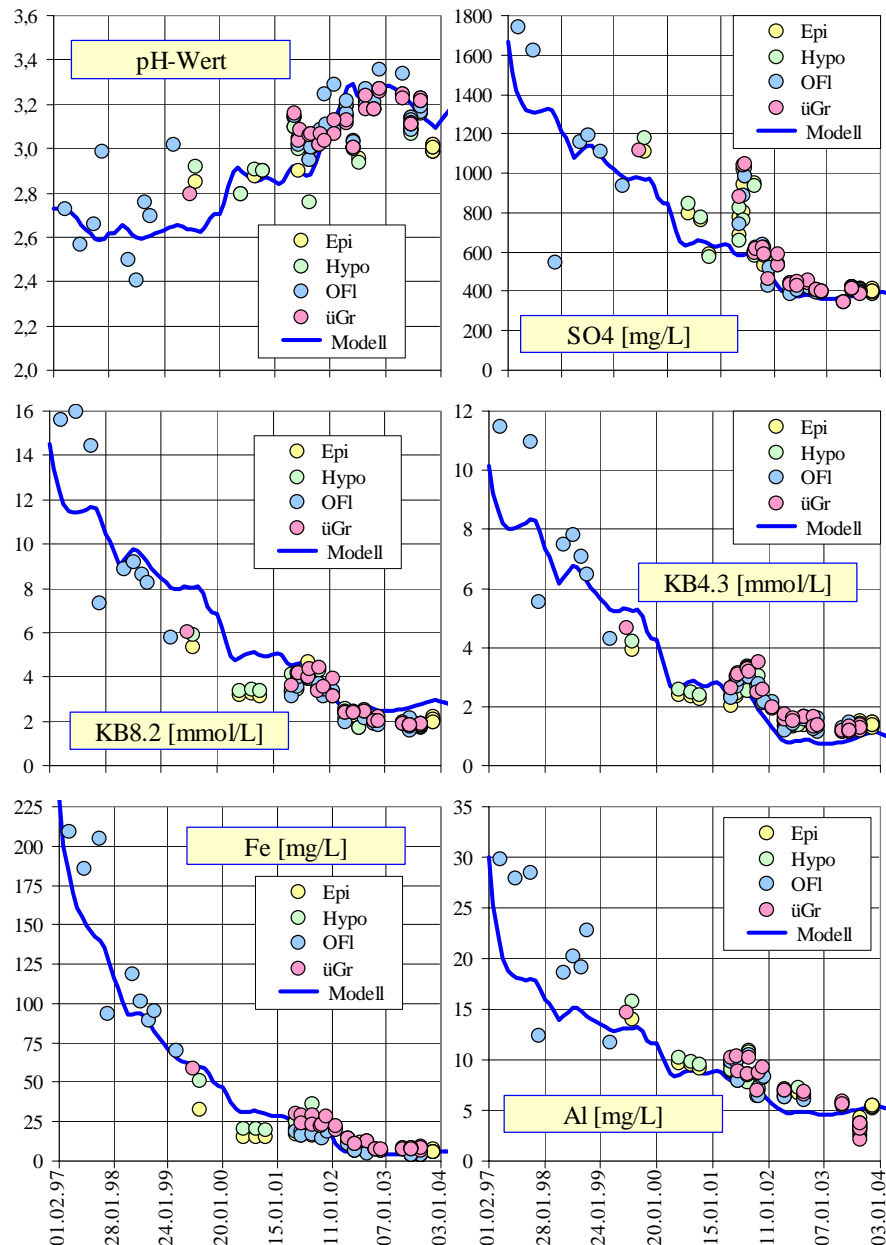 pH-Wert
3,6
3,4
3,2
3,0
2,8
2,6
2,4
2,2
2,0
Epi
Hypo
OFl
üGr
Modell
SO4 [mg/L]
1800
1600
1400
1200
1000
800
600
400
200
0
Epi
Hypo
OFl
üGr
Modell
KB8.2 [mmol/L]
16
14
12
10
8
6
4
2
0
Epi
Hypo
OFl
üGr
Modell
KB4.3 [mmol/L]
12
10
8
6
4
2
0
Epi
Hypo
OFl
üGr
Modell
Fe [mg/L]
225
200
175
150
125
100
75
50
25
0
Epi
Hypo
OFl
üGr
Modell
01.02.97
28.01.98
24.01.99
20.01.00
15.01.01
11.01.02
07.01.03
03.01.04
Al [mg/L]
35
30
25
20
15
10
5
0
Epi
Hypo
OFl
üGr
Modell
01.02.97
28.01.98
24.01.99
20.01.00
15.01.01
11.01.02
07.01.03
03.01.04